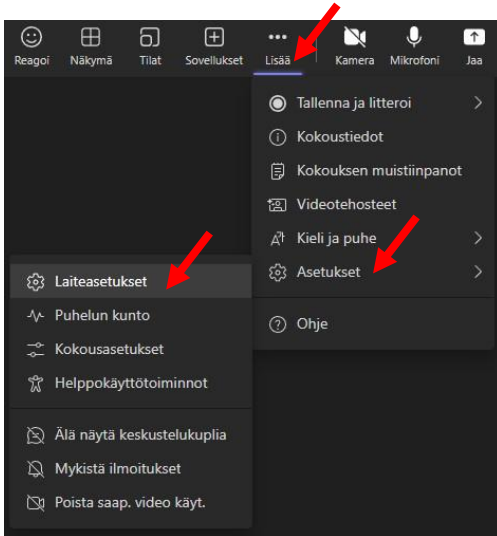 Reagoi Näkymä Tilat Sovellukset Lisää Kamera Mikrofoni Jaa
Tallenna ja litteroi
Kokoustiedot
Kokouksen muistiinpanot
Videotehosteet
Kieli ja puhe
Asetukset
Ohje
Laiteasetukset
Puhelun kunto
Kokousasetukset
Helppokäyttötoiminnot
Älä näytä keskustelukuplia
Mykistä ilmoitukset
Poista saap. video käyt.